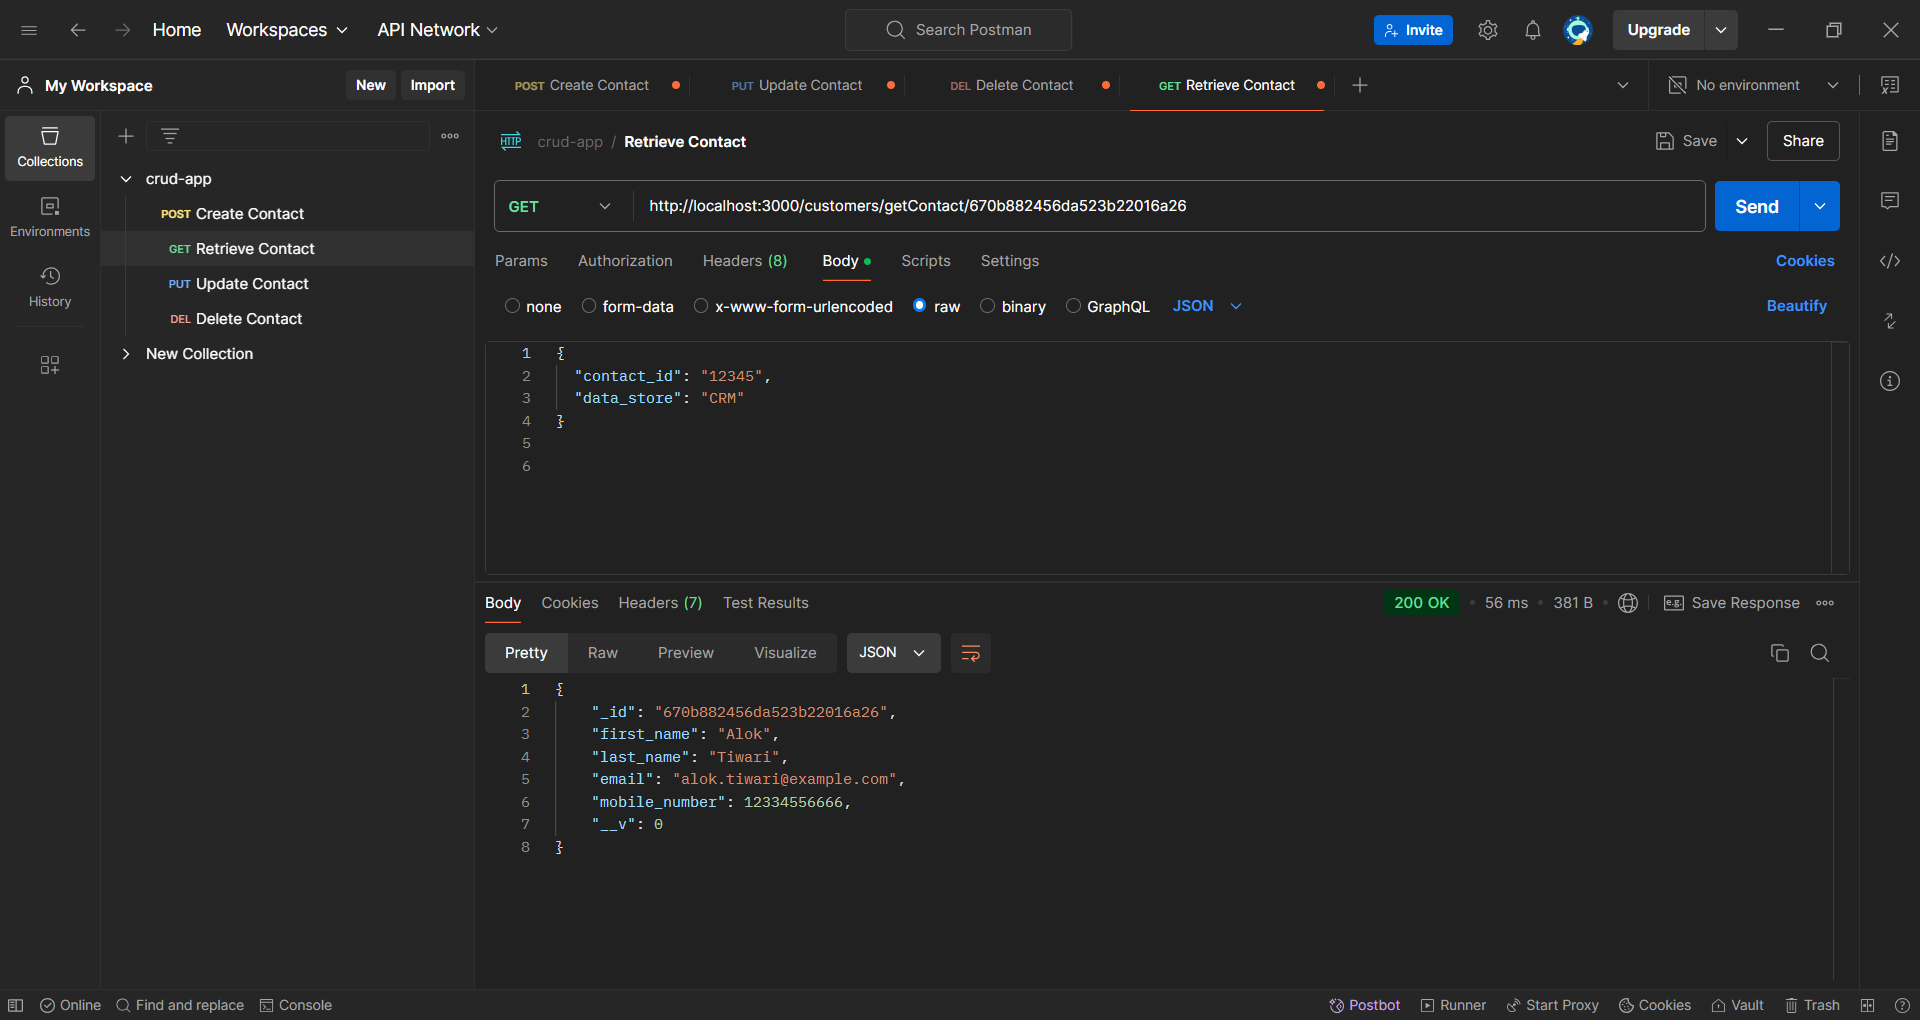 Home Workspaces API Network Search Postman Invite Upgrade
My Workspace New Import POST Create Contact PUT Update Contact DEL Delete Contact GET Retrieve Contact No environment
Collections
Environments
History
crud-app
POST Create Contact
GET Retrieve Contact
PUT Update Contact
DEL Delete Contact
New Collection
HTTP crud-app / Retrieve Contact Save Share
GET http://localhost:3000/customers/getContact/670b882456da523b22016a26 Send
Params Authorization Headers (8) Body Scripts Settings Cookies
none form-data x-www-form-urlencoded raw binary GraphQL JSON Beautify
1 {
2 "contact_id": "12345",
3 "data_store": "CRM"
4 }
5
6
Body Cookies Headers (7) Test Results 200 OK 56 ms 381 B e.g. Save Response
Pretty Raw Preview Visualize JSON
1 {
2 "_id": "670b882456da523b22016a26",
3 "first_name": "Alok",
4 "last_name": "Tiwari",
5 "email": "alok.tiwari@example.com",
6 "mobile_number": 12334556666,
7 "__v": 0
8 }
Online Find and replace Console Postbot Runner Start Proxy Cookies Vault Trash